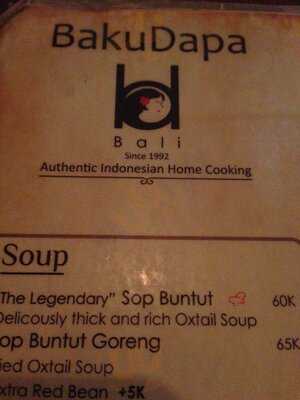 BakuDapa
Bali
Since 1992
Authentic Indonesian Home Cooking
Soup
"The Legendary" Sop Buntut 60K
Delicously thick and rich Oxtail Soup
op Buntut Goreng 65K
ied Oxtail Soup
xtra Red Bean +5K